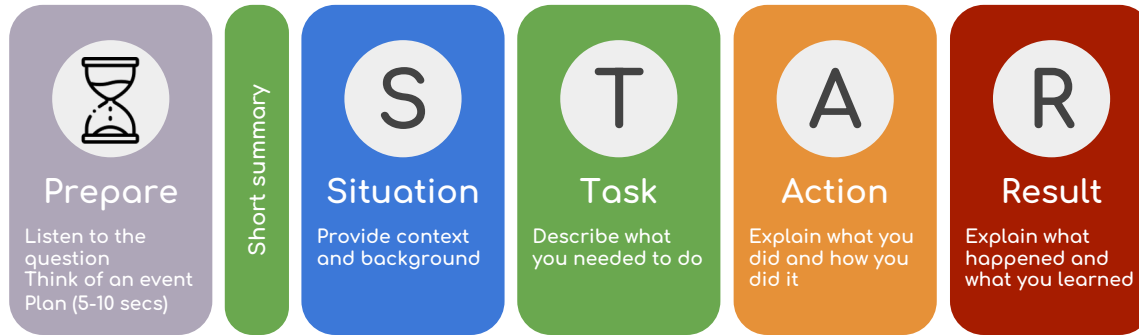 Prepare
Listen to the
question
Think of an event
Plan (5-10 secs)
Short summary
S
Situation
Provide context
and background
T
Task
Describe what
you needed to do
A
Action
Explain what you
did and how you
did it
R
Result
Explain what
happened and
what you learned